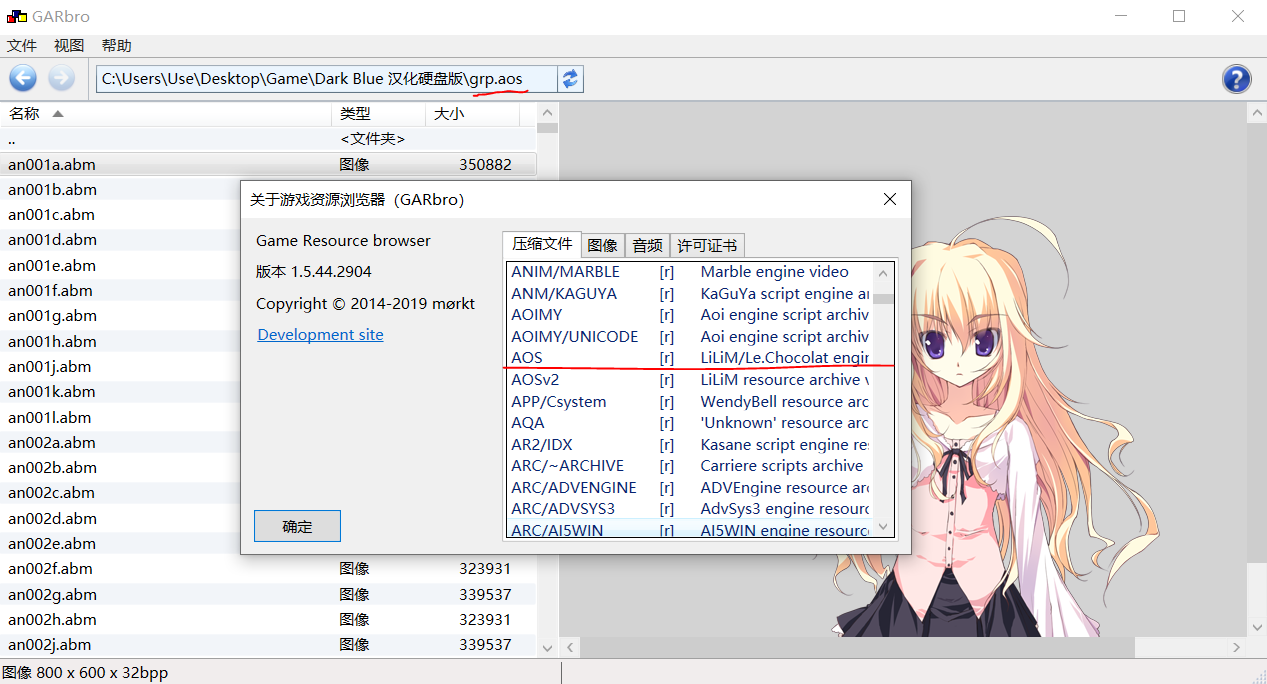 GARbro
文件 视图 帮助
C:\Users\Use\Desktop\Game\Dark Blue 汉化硬盘版\grp.aos
名称 类型 大小
.. <文件夹>
an001a.abm 图像 350882
an001b.abm
an001c.abm
an001d.abm
an001e.abm
an001f.abm
an001g.abm
an001h.abm
an001j.abm
an001k.abm
an001l.abm
an002a.abm
an002b.abm
an002c.abm
an002d.abm
an002e.abm
an002f.abm 图像 323931
an002g.abm 图像 339537
an002h.abm 图像 323931
an002j.abm 图像 339537
图像 800 x 600 x 32bpp
关于游戏资源浏览器 (GARbro)
Game Resource browser
版本 1.5.44.2904
Copyright © 2014-2019 mørkt
Development site
确定
压缩文件 图像 音频 许可证书
ANIM/MARBLE [r] Marble engine video
ANM/KAGUYA [r] KaGuYa script engine ar
AOIMY [r] Aoi engine script archiv
AOIMY/UNICODE [r] Aoi engine script archiv
AOS [r] LiLiM/Le.Chocolat engir
AOSv2 [r] LiLiM resource archive v
APP/Csystem [r] WendyBell resource arc
AQA [r] 'Unknown' resource arc
AR2/IDX [r] Kasane script engine re
ARC/~ARCHIVE [r] Carriere scripts archive
ARC/ADVENGINE [r] ADVEngine resource ar
ARC/ADVSYS3 [r] AdvSys3 engine resourc
ARC/AI5WIN [r] AI5WIN engine resourc